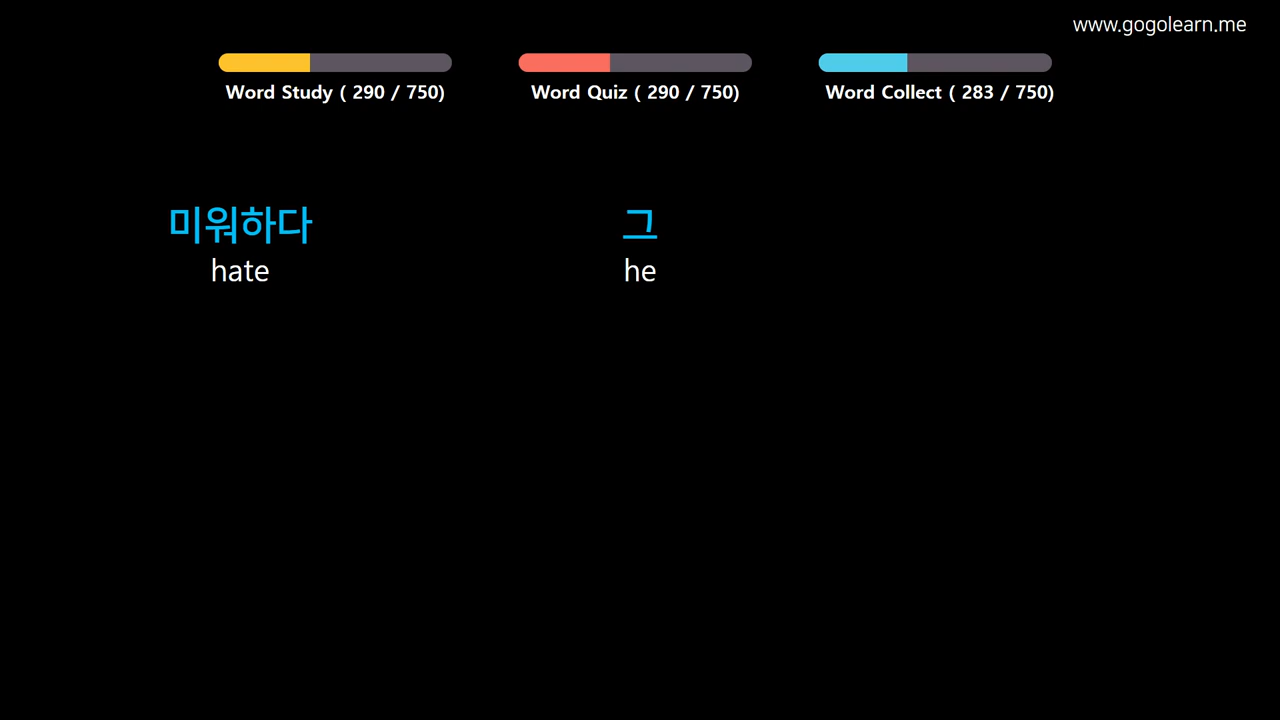 www.gogolearn.me
Word Study ( 290 / 750)
Word Quiz ( 290 / 750)
Word Collect ( 283 / 750)
미워하다
hate
그
he